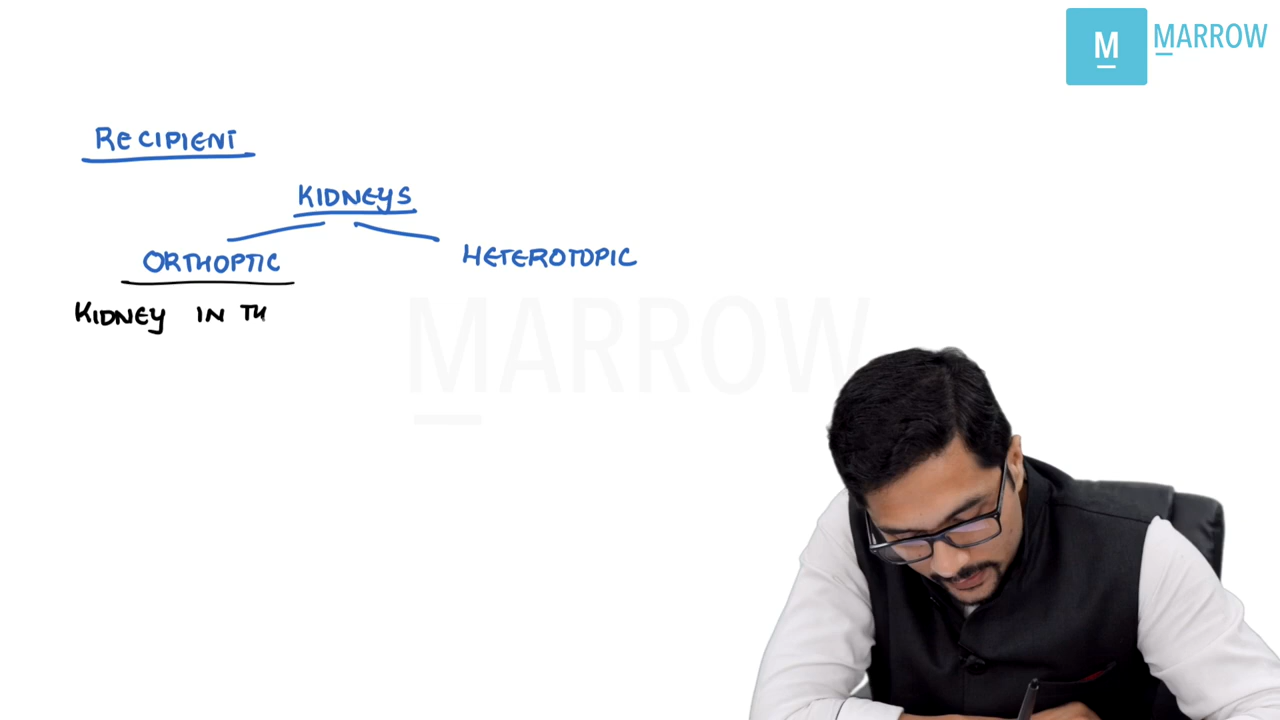 M MARROW
RECIPIENT
KIDNEYS
ORTHOPTIC HETEROTOPIC
KIDNEY IN TH
MARROW